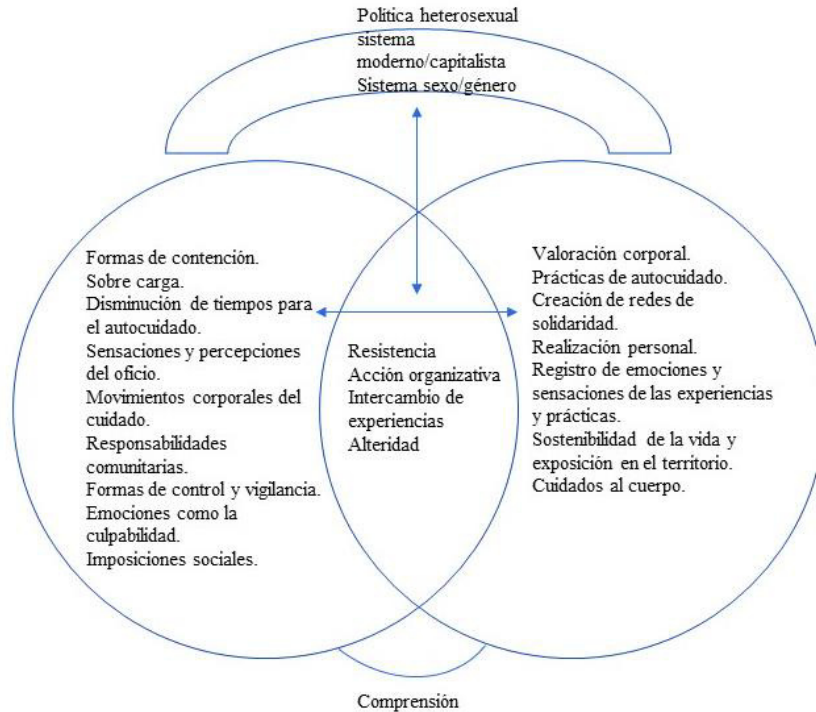 Política heterosexual
sistema
moderno/capitalista
Sistema sexo/género
Formas de contención.
Sobre carga.
Disminución de tiempos para
el autocuidado.
Sensaciones y percepciones
del oficio.
Movimientos corporales del
cuidado.
Responsabilidades
comunitarias.
Formas de control y vigilancia.
Emociones como la
culpabilidad.
Imposiciones sociales.
Resistencia
Acción organizativa
Intercambio de
experiencias
Alteridad
Valoración corporal.
Prácticas de autocuidado.
Creación de redes de
solidaridad.
Realización personal.
Registro de emociones y
sensaciones de las experiencias
y prácticas.
Sostenibilidad de la vida y
exposición en el territorio.
Cuidados al cuerpo.
Comprensión